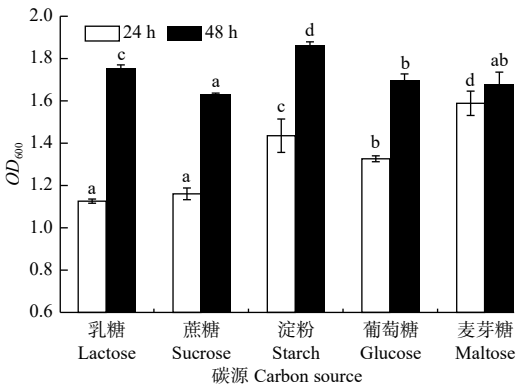 2.0
1.8
1.6
1.4
1.2
1.0
0.8
0.6
OD600
24 h
48 h
a
c
a
a
c
d
b
b
d
ab
乳糖
蔗糖
淀粉
葡萄糖
麦芽糖
Lactose
Sucrose
Starch
Glucose
Maltose
碳源 Carbon source